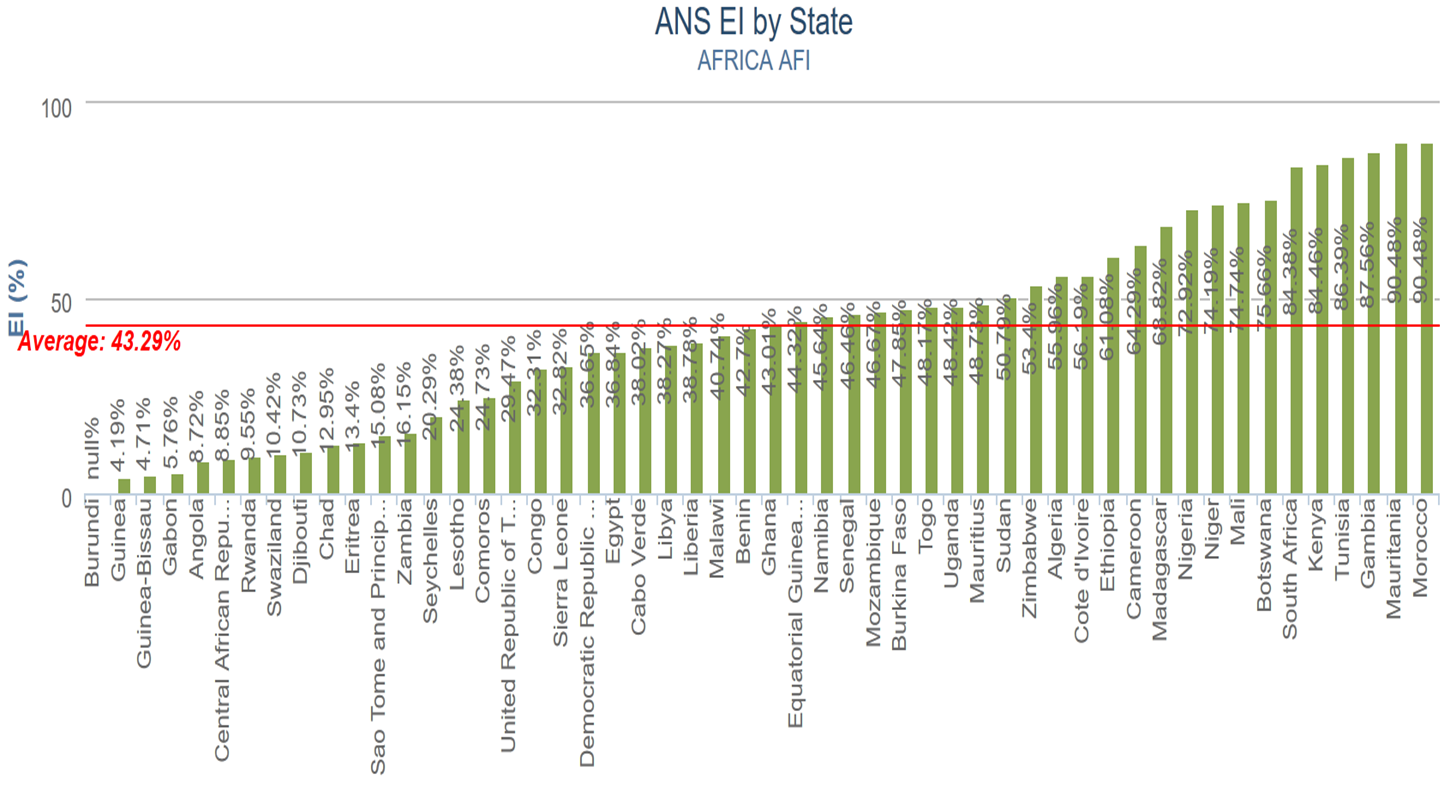 ANS EI by State
AFRICA AFI
100
50
0
EI (%)
Average: 43.29%
null%
4.19%
4.71%
5.76%
8.72%
8.85%
9.55%
10.42%
10.73%
12.95%
13.4%
15.08%
16.15%
20.29%
24.38%
24.73%
29.47%
32.31%
32.82%
36.65%
36.84%
38.02%
38.27%
38.78%
40.74%
42.7%
43.01%
44.32%
45.64%
46.46%
46.67%
47.85%
48.17%
48.42%
48.73%
50.79%
53.4%
55.96%
56.19%
61.08%
64.29%
68.82%
72.92%
74.19%
74.74%
75.66%
84.38%
84.46%
86.39%
87.56%
90.48%
90.48%
Burundi
Guinea
Guinea-Bissau
Gabon
Angola
Central African Repu...
Rwanda
Swaziland
Djibouti
Chad
Eritrea
Sao Tome and Princip...
Zambia
Seychelles
Lesotho
Comoros
United Republic of T...
Congo
Sierra Leone
Democratic Republic ...
Egypt
Cabo Verde
Libya
Liberia
Malawi
Benin
Ghana
Equatorial Guinea...
Namibia
Senegal
Mozambique
Burkina Faso
Togo
Uganda
Mauritius
Sudan
Zimbabwe
Algeria
Cote d'Ivoire
Ethiopia
Cameroon
Madagascar
Nigeria
Niger
Mali
Botswana
South Africa
Kenya
Tunisia
Gambia
Mauritania
Morocco